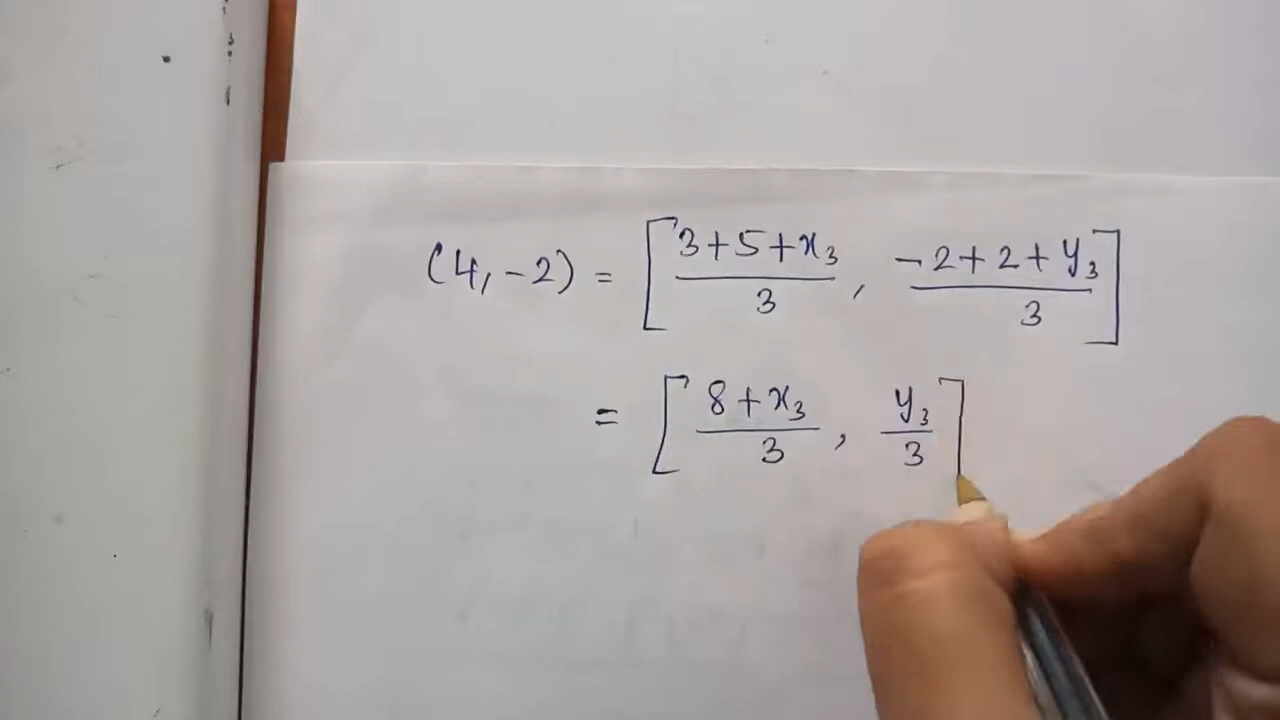 (4, -2) = [ (3+5+x₃)/3 , (-2+2+y₃)/3 ]
= [ (8+x₃)/3 , y₃/3 ]